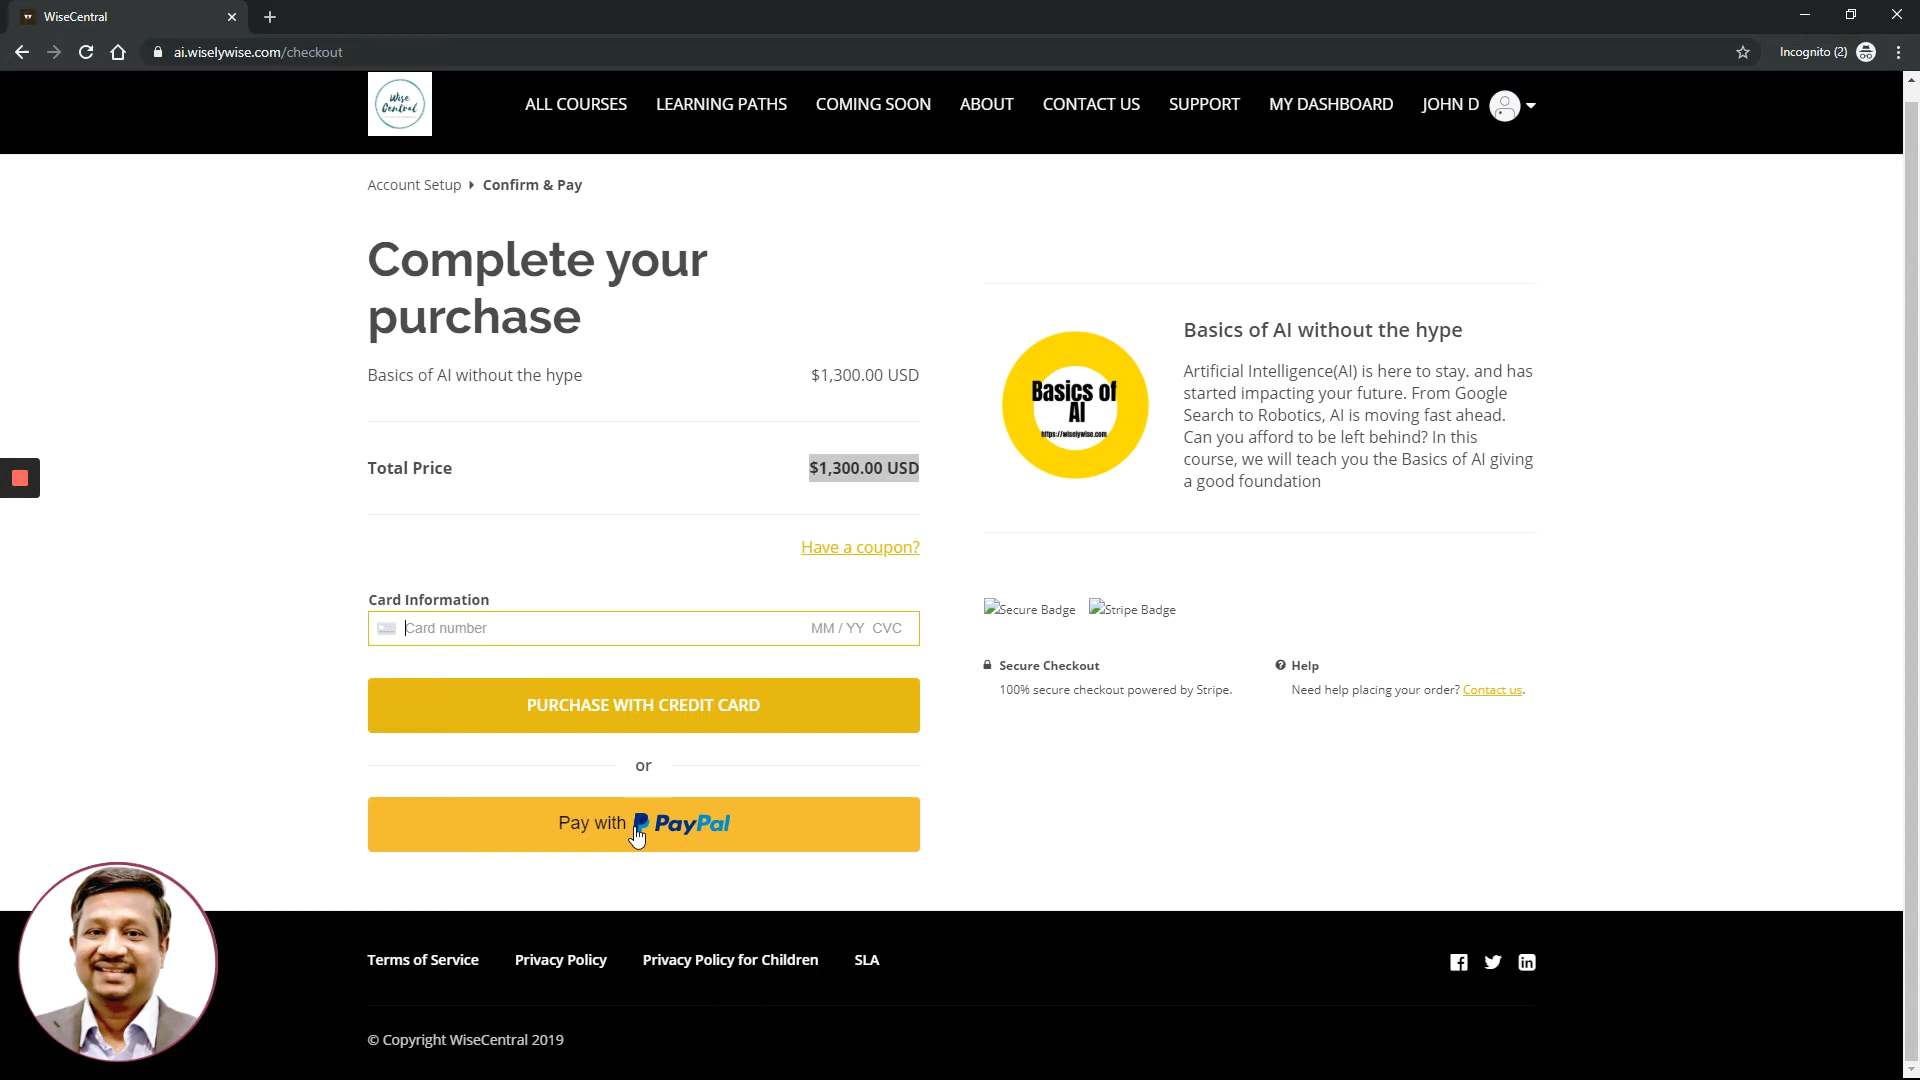 WiseCentral
ai.wiselywise.com/checkout
Incognito (2)
Wise
Central
ALL COURSES
LEARNING PATHS
COMING SOON
ABOUT
CONTACT US
SUPPORT
MY DASHBOARD
JOHN D
Account Setup
Confirm & Pay
Complete your
purchase
Basics of AI without the hype
$1,300.00 USD
Total Price
$1,300.00 USD
Have a coupon?
Card Information
Card number
MM / YY CVC
PURCHASE WITH CREDIT CARD
or
Pay with PayPal
Basics of
AI
https://wiselywise.com
Basics of AI without the hype
Artificial Intelligence(AI) is here to stay. and has
started impacting your future. From Google
Search to Robotics, AI is moving fast ahead.
Can you afford to be left behind? In this
course, we will teach you the Basics of AI giving
a good foundation
Secure Badge
Stripe Badge
Secure Checkout
100% secure checkout powered by Stripe.
Help
Need help placing your order? Contact us.
Terms of Service
Privacy Policy
Privacy Policy for Children
SLA
© Copyright WiseCentral 2019